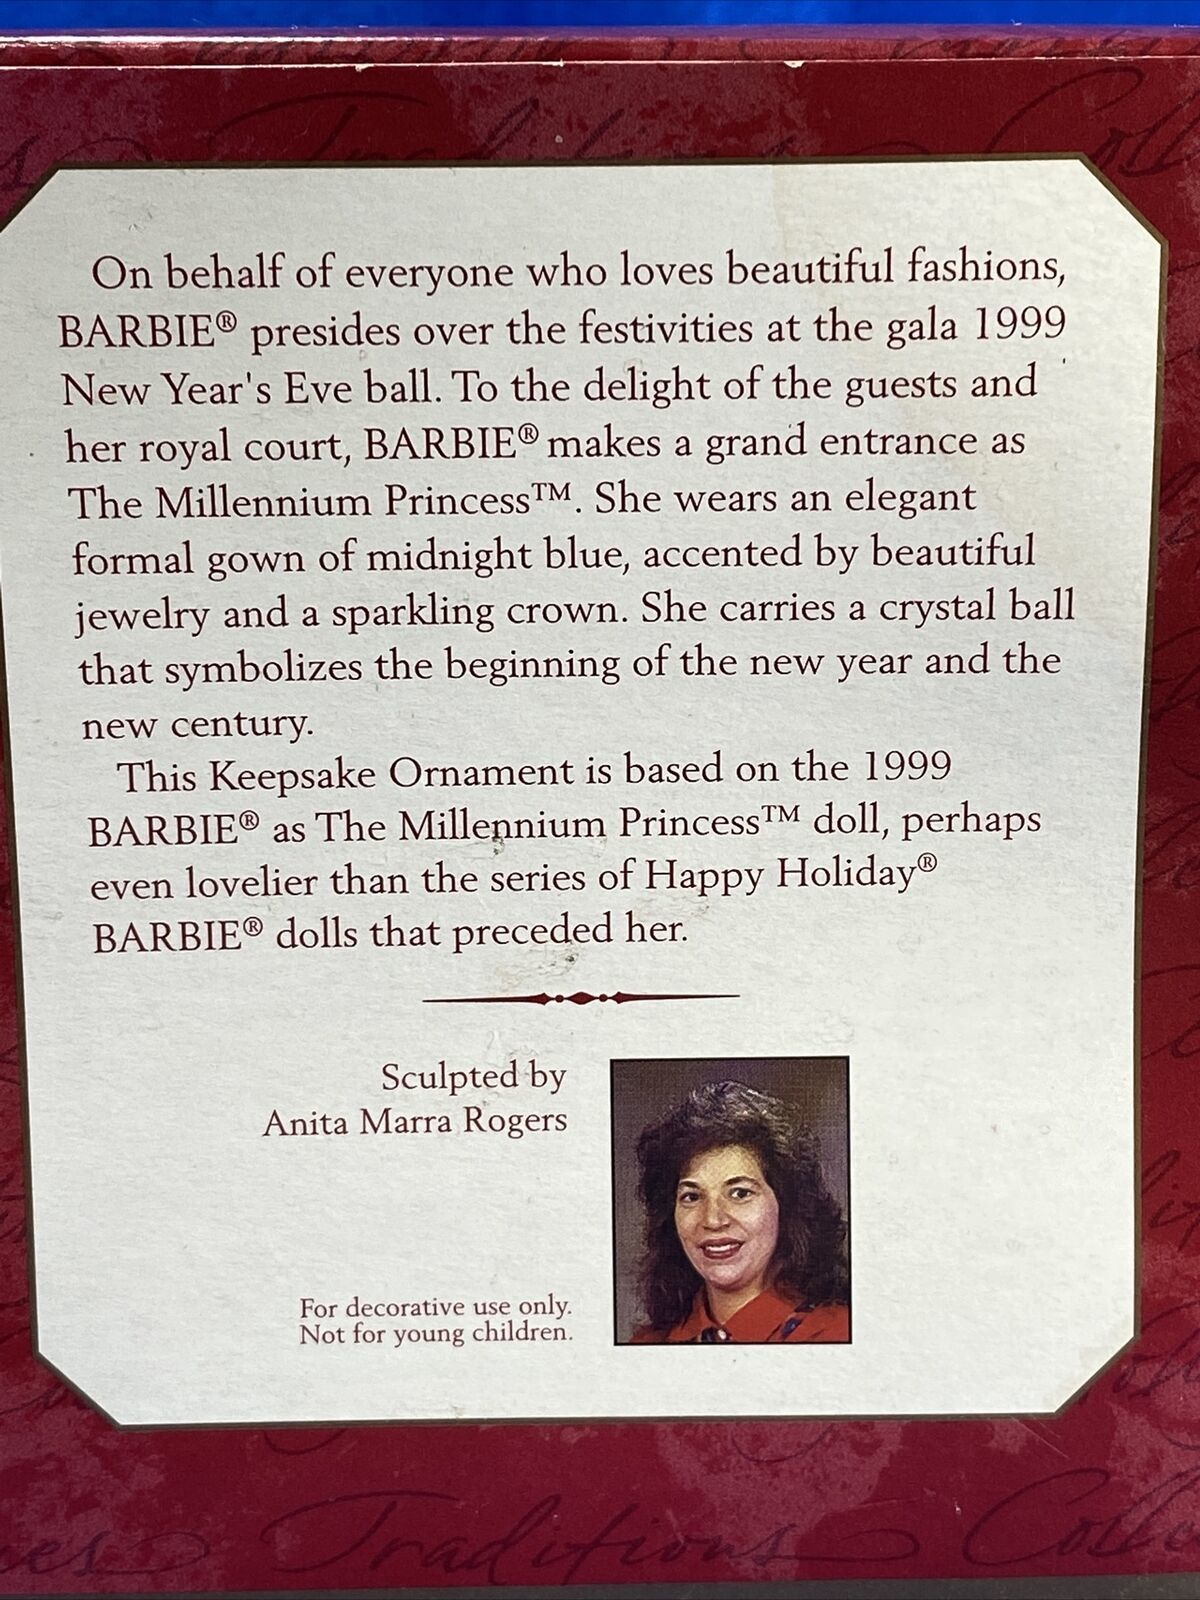 On behalf of everyone who loves beautiful fashions,
BARBIE® presides over the festivities at the gala 1999
New Year's Eve ball. To the delight of the guests and
her royal court, BARBIE® makes a grand entrance as
The Millennium Princess™. She wears an elegant
formal gown of midnight blue, accented by beautiful
jewelry and a sparkling crown. She carries a crystal ball
that symbolizes the beginning of the new year and the
new century.
This Keepsake Ornament is based on the 1999
BARBIE® as The Millennium Princess™ doll, perhaps
even lovelier than the series of Happy Holiday®
BARBIE® dolls that preceded her.
Sculpted by
Anita Marra Rogers
For decorative use only.
Not for young children.
Traditions